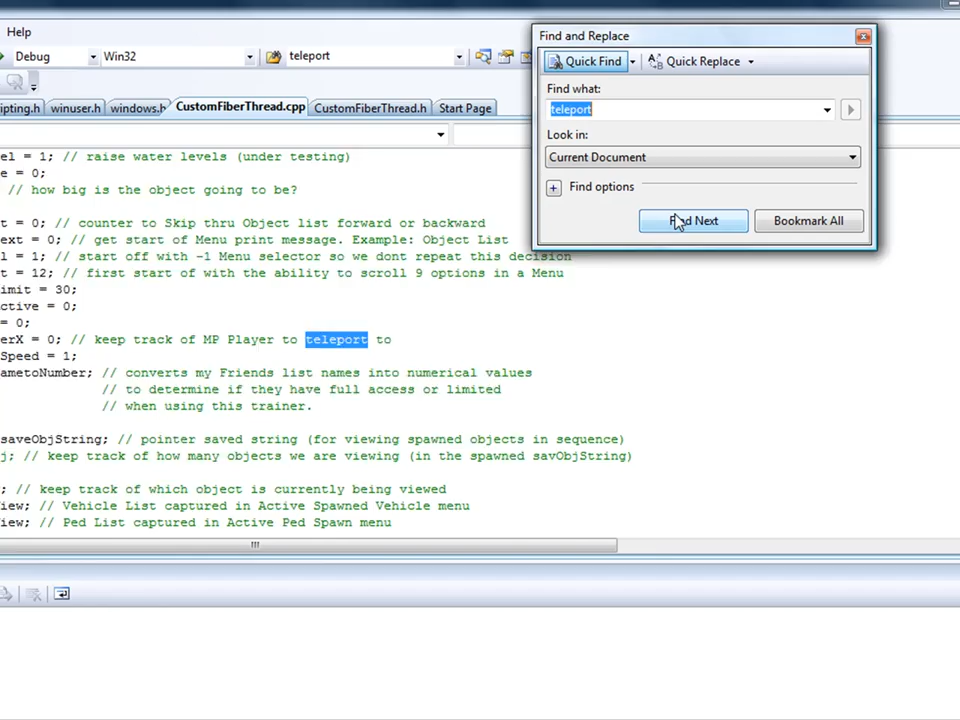 Help
Debug Win32 teleport
ipting.h winuser.h windows.h CustomFiberThread.cpp CustomFiberThread.h Start Page
Find and Replace
Quick Find Quick Replace
Find what:
teleport
Look in:
Current Document
Find options
Find Next Bookmark All
el = 1; // raise water levels (under testing)
e = 0;
// how big is the object going to be?
t = 0; // counter to Skip thru Object list forward or backward
ext = 0; // get start of Menu print message. Example: Object List
l = 1; // start off with -1 Menu selector so we dont repeat this decision
t = 12; // first start of with the ability to scroll 9 options in a Menu
imit = 30;
ctive = 0;
= 0;
erX = 0; // keep track of MP Player to teleport to
Speed = 1;
ametoNumber; // converts my Friends list names into numerical values
// to determine if they have full access or limited
// when using this trainer.
saveObjString; // pointer saved string (for viewing spawned objects in sequence)
j; // keep track of how many objects we are viewing (in the spawned savObjString)
; // keep track of which object is currently being viewed
iew; // Vehicle List captured in Active Spawned Vehicle menu
iew; // Ped List captured in Active Ped Spawn menu